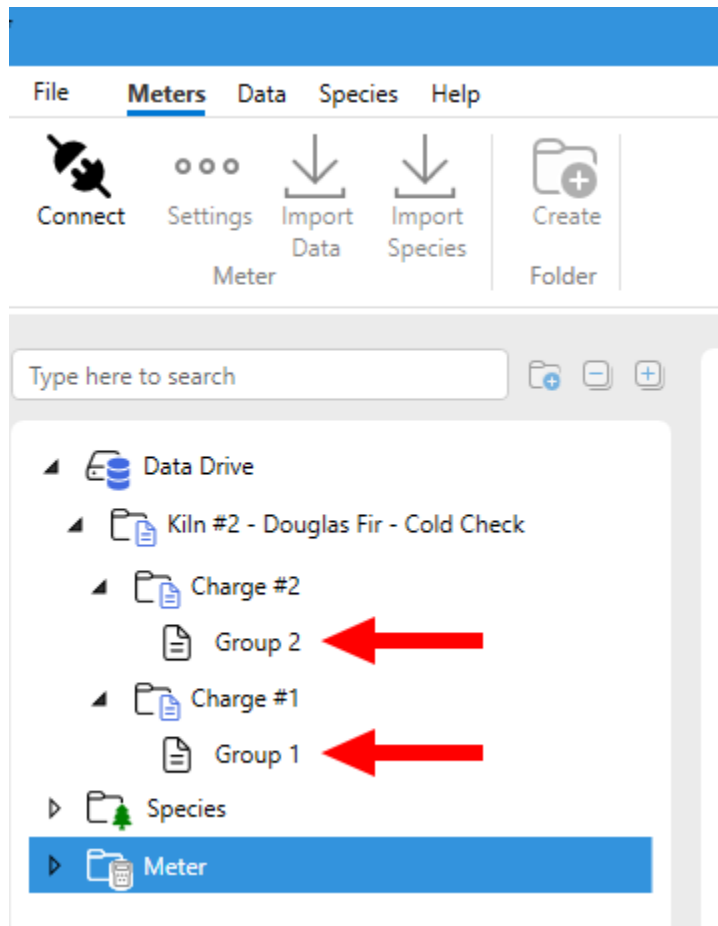 File Meters Data Species Help
Connect Settings Import Data Import Species Create
Meter Folder
Type here to search
Data Drive
Kiln #2 - Douglas Fir - Cold Check
Charge #2
Group 2
Charge #1
Group 1
Species
Meter